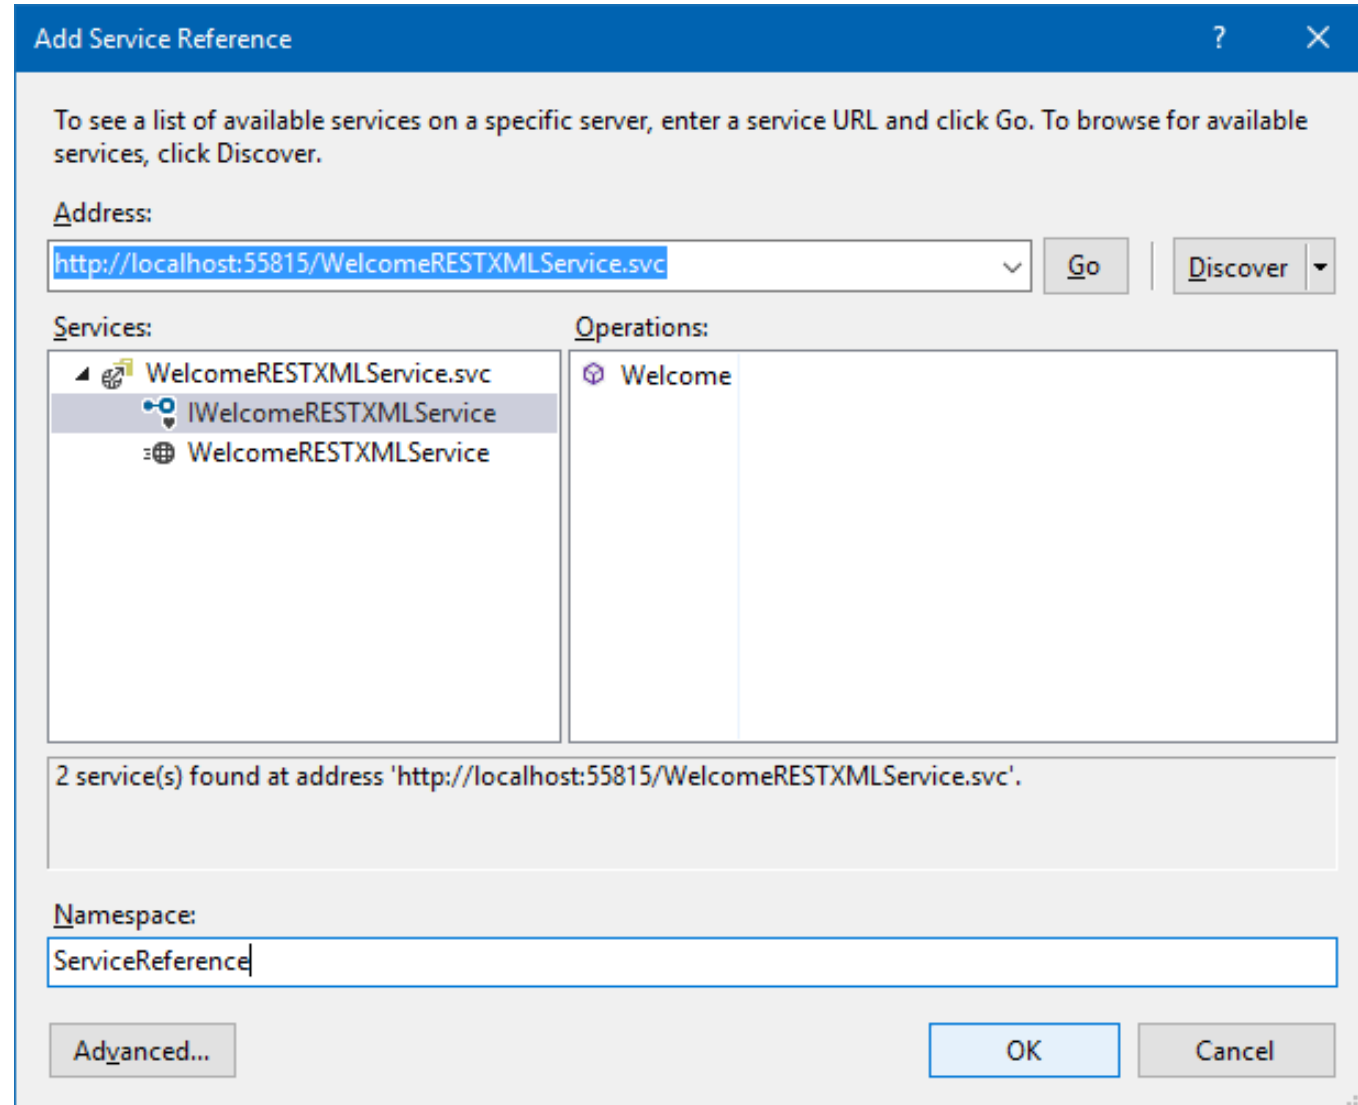 Add Service Reference
?
To see a list of available services on a specific server, enter a service URL and click Go. To browse for available
services, click Discover.
Address:
http://localhost:55815/WelcomeRESTXMLService.svc
Go
Discover
Services:
Operations:
WelcomeRESTXMLService.svc
Welcome
IWelcomeRESTXMLService
WelcomeRESTXMLService
2 service(s) found at address 'http://localhost:55815/WelcomeRESTXMLService.svc'.
Namespace:
ServiceReference
Advanced...
OK
Cancel